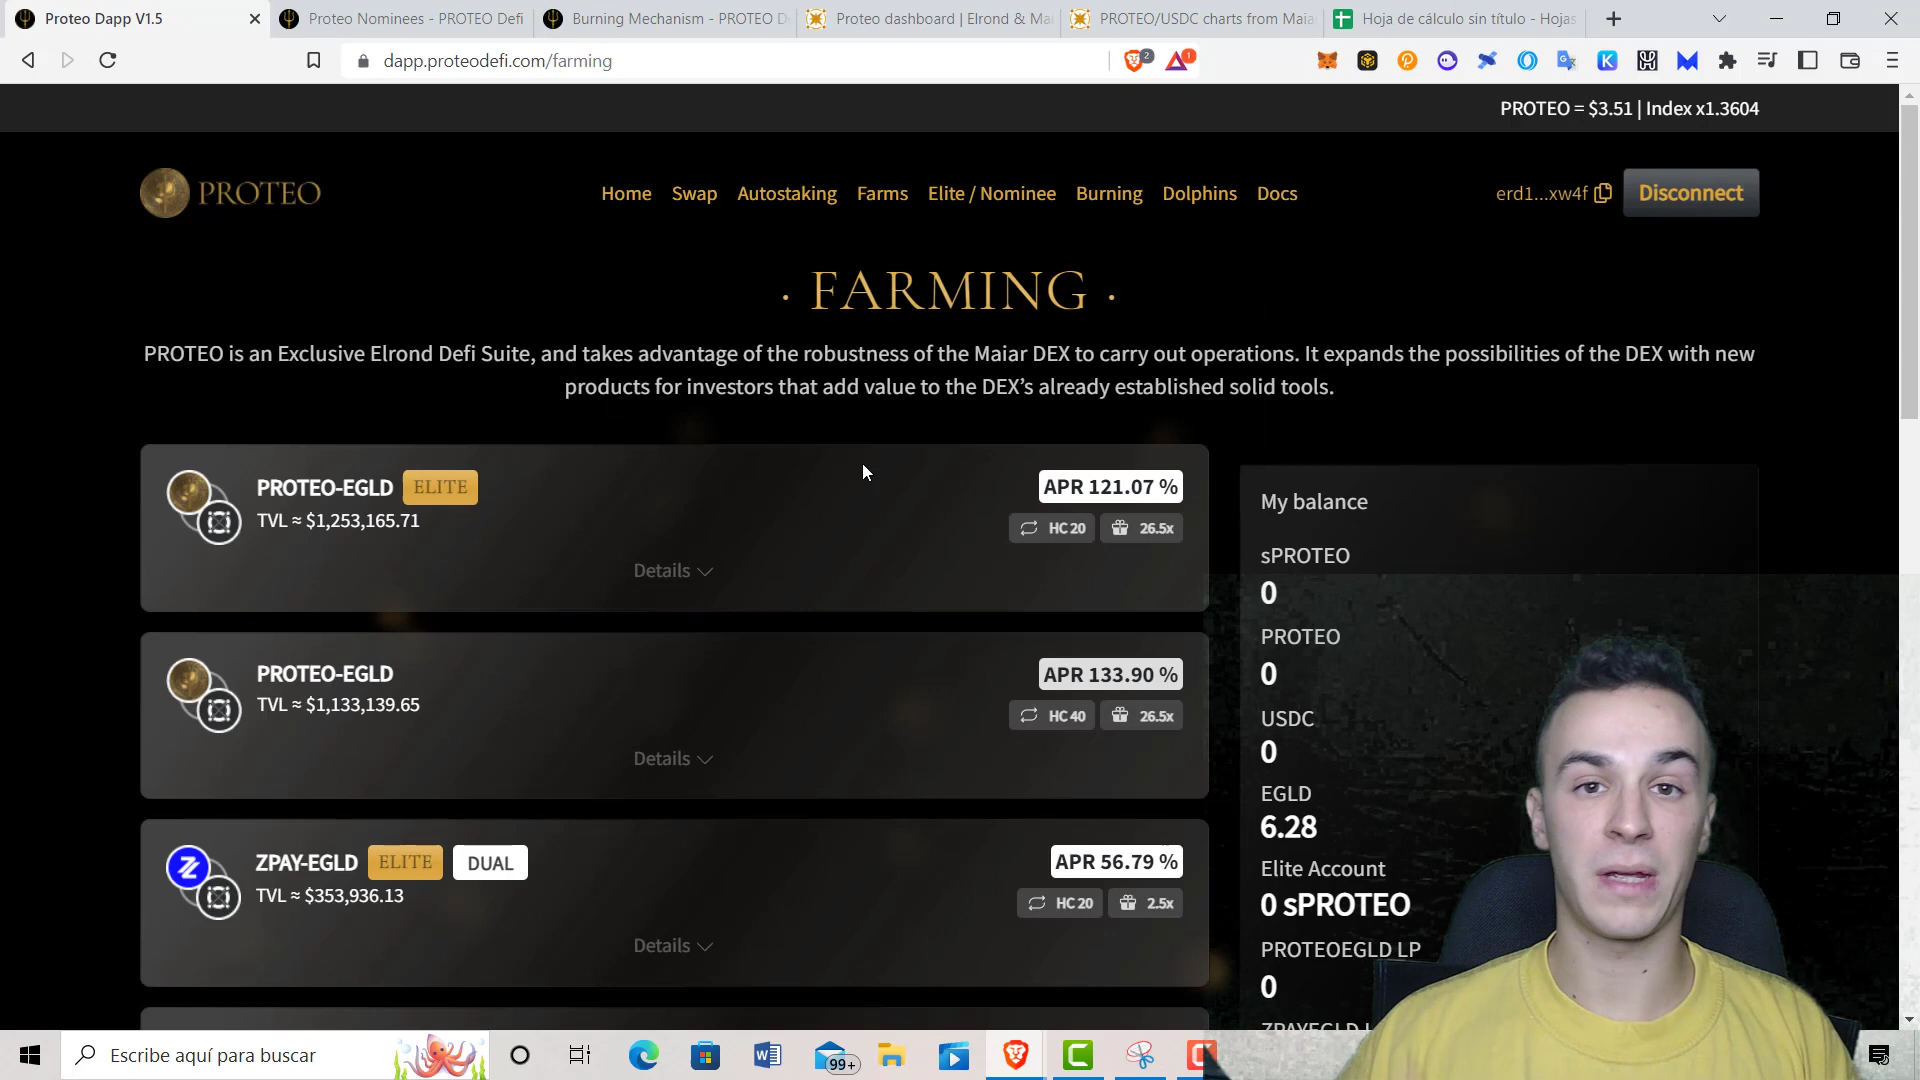 Proteo Dapp V1.5
Proteo Nominees - PROTEO Defi
Burning Mechanism - PROTEO D
Proteo dashboard | Elrond & Mai
PROTEO/USDC charts from Maia
Hoja de cálculo sin título - Hojas
dapp.proteodefi.com/farming
2
1
PROTEO = $3.51 | Index x1.3604
PROTEO
Home
Swap
Autostaking
Farms
Elite / Nominee
Burning
Dolphins
Docs
erd1...xw4f
Disconnect
· FARMING ·
PROTEO is an Exclusive Elrond Defi Suite, and takes advantage of the robustness of the Maiar DEX to carry out operations. It expands the possibilities of the DEX with new
products for investors that add value to the DEX's already established solid tools.
PROTEO-EGLD
ELITE
TVL ≈ $1,253,165.71
APR 121.07 %
HC 20
26.5x
Details
PROTEO-EGLD
TVL ≈ $1,133,139.65
APR 133.90 %
HC 40
26.5x
Details
ZPAY-EGLD
ELITE
DUAL
TVL ≈ $353,936.13
APR 56.79 %
HC 20
2.5x
Details
My balance
sPROTEO
0
PROTEO
0
USDC
0
EGLD
6.28
Elite Account
0 sPROTEO
PROTEOEGLD LP
0
Escribe aquí para buscar
99+